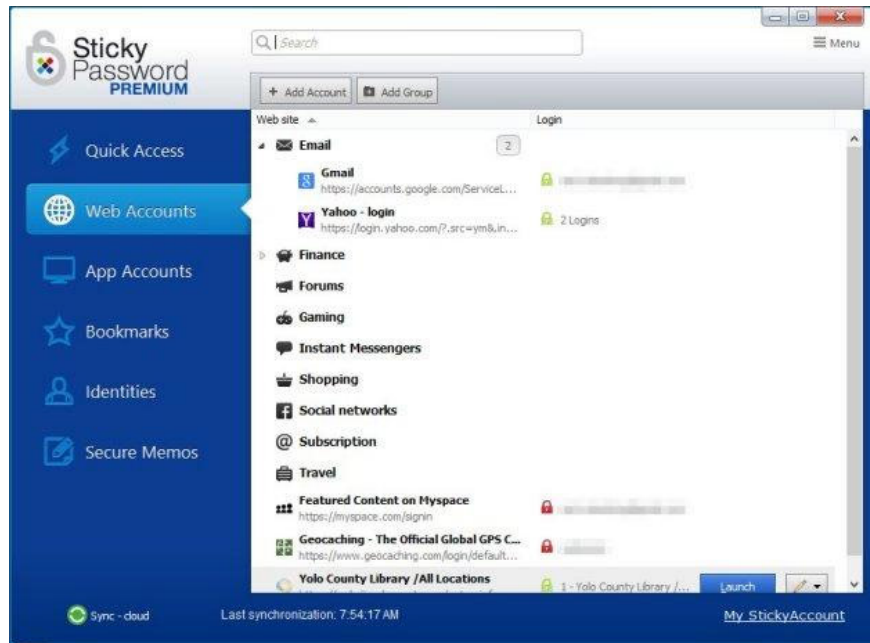 Sticky
Password
PREMIUM
Search
Menu
+ Add Account
Add Group
Web site
Login
Quick Access
Web Accounts
App Accounts
Bookmarks
Identities
Secure Memos
Email
2
Gmail
https://accounts.google.com/ServiceL...
Yahoo - login
https://login.yahoo.com/?.src=ym&.in...
2 Logins
Finance
Forums
Gaming
Instant Messengers
Shopping
Social networks
@ Subscription
Travel
Featured Content on Myspace
https://myspace.com/signin
Geocaching - The Official Global GPS C...
https://www.geocaching.com/login/default...
Yolo County Library /All Locations
1 - Yolo County Library /...
Launch
Sync - cloud
Last synchronization: 7:54:17 AM
My StickyAccount